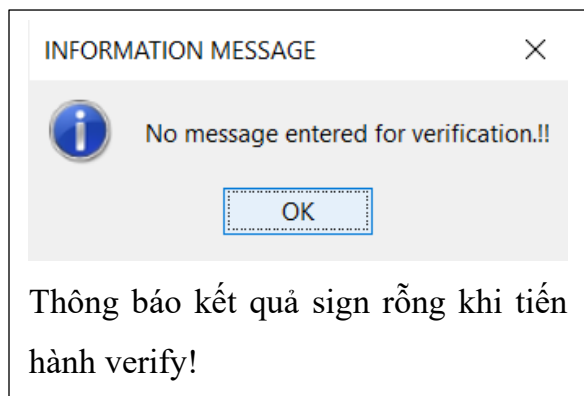 INFORMATION MESSAGE
No message entered for verification.!!
OK
Thông báo kết quả sign rỗng khi tiến
hành verify!